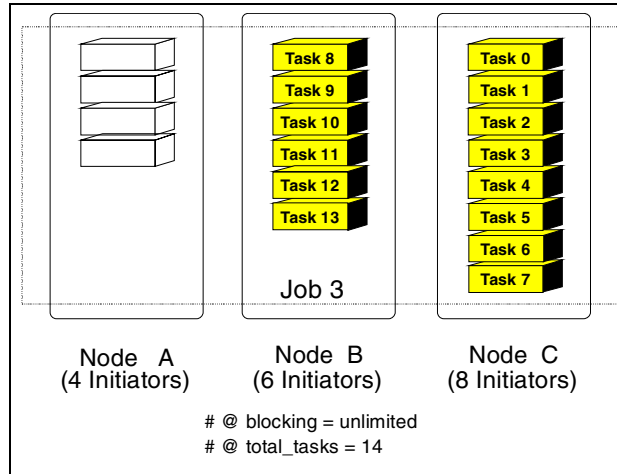 Task 8
Task 9
Task 10
Task 11
Task 12
Task 13
Task 0
Task 1
Task 2
Task 3
Task 4
Task 5
Task 6
Task 7
Job 3
Node A
(4 Initiators)
Node B
(6 Initiators)
Node C
(8 Initiators)
# @ blocking = unlimited
# @ total_tasks = 14